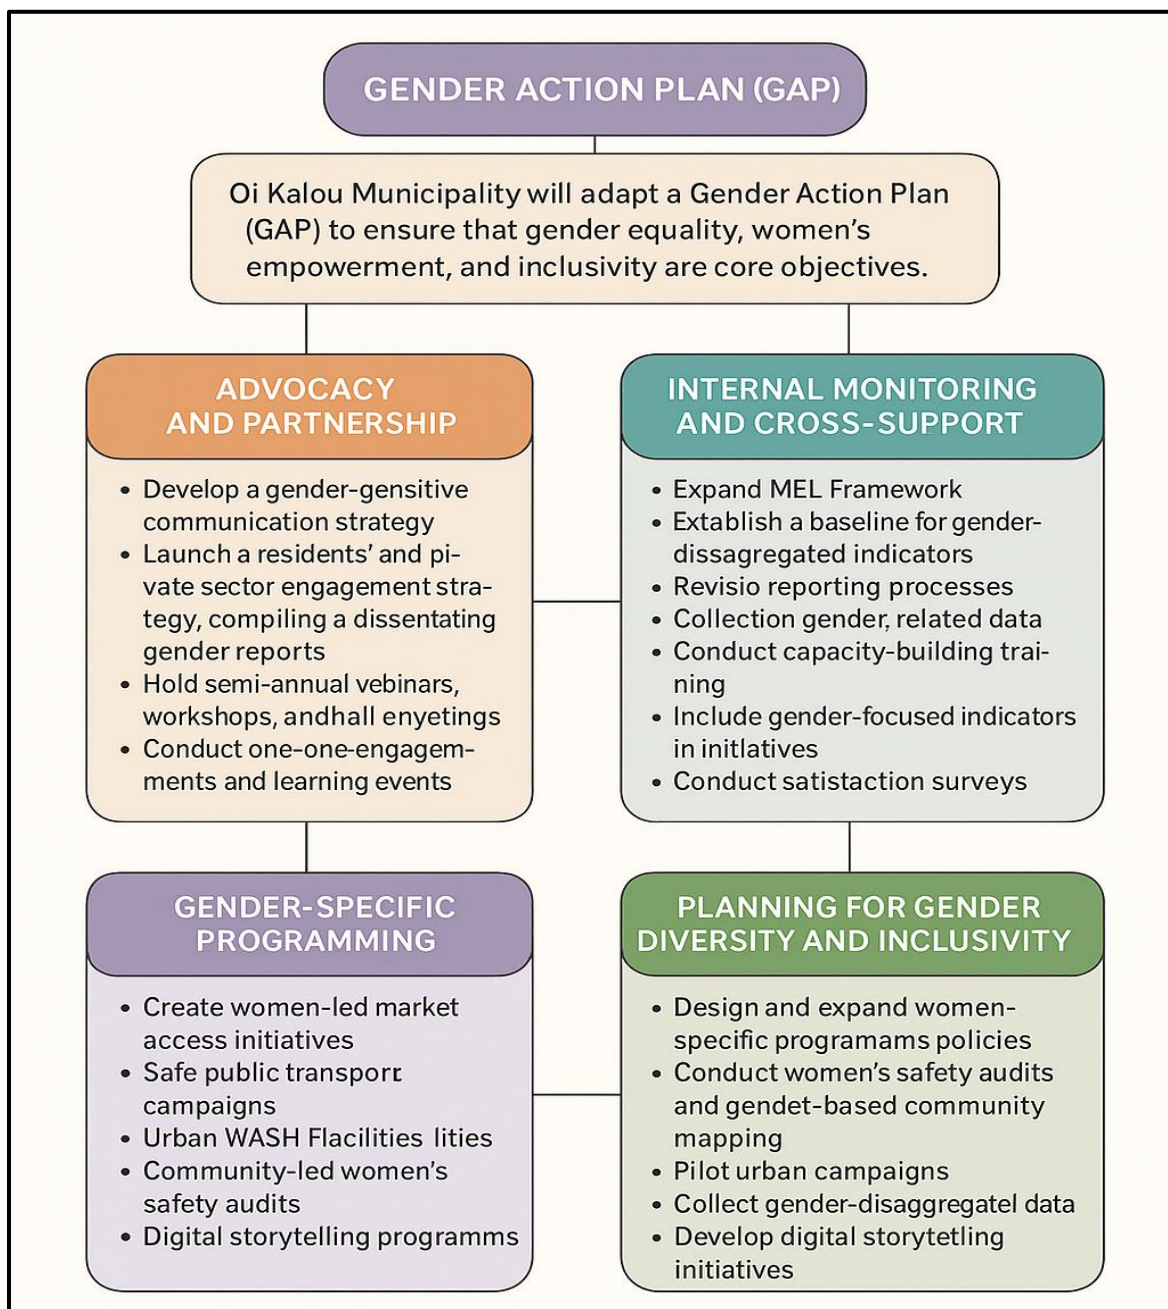 GENDER ACTION PLAN (GAP)
Oi Kalou Municipality will adapt a Gender Action Plan
(GAP) to ensure that gender equality, women's
empowerment, and inclusivity are core objectives.
ADVOCACY
AND PARTNERSHIP
• Develop a gender-gensitive
communication strategy
• Launch a residents' and pi-
vate sector engagement stra-
tegy, compiling a dissentating
gender reports
• Hold semi-annual vebinars,
workshops, andhall enyetings
• Conduct one-one-engagem-
ments and learning events
INTERNAL MONITORING
AND CROSS-SUPPORT
• Expand MEL Framework
• Extablish a baseline for gender-
dissagregated indicators
• Revisio reporting processes
• Collection gender, related data
• Conduct capacity-building trai-
ning
• Include gender-focused indicators
in initlatives
• Conduct satistaction surveys
GENDER-SPECIFIC
PROGRAMMING
• Create women-led market
access initiatives
• Safe public transport
campaigns
• Urban WASH Flacilities lities
• Community-led women's
safety audits
• Digital storytelling programms
PLANNING FOR GENDER
DIVERSITY AND INCLUSIVITY
• Design and expand women-
specific programams policies
• Conduct women's safety audits
and gendet-based community
mapping
• Pilot urban campaigns
• Collect gender-disaggregatel data
• Develop digital storytetling
initiatives